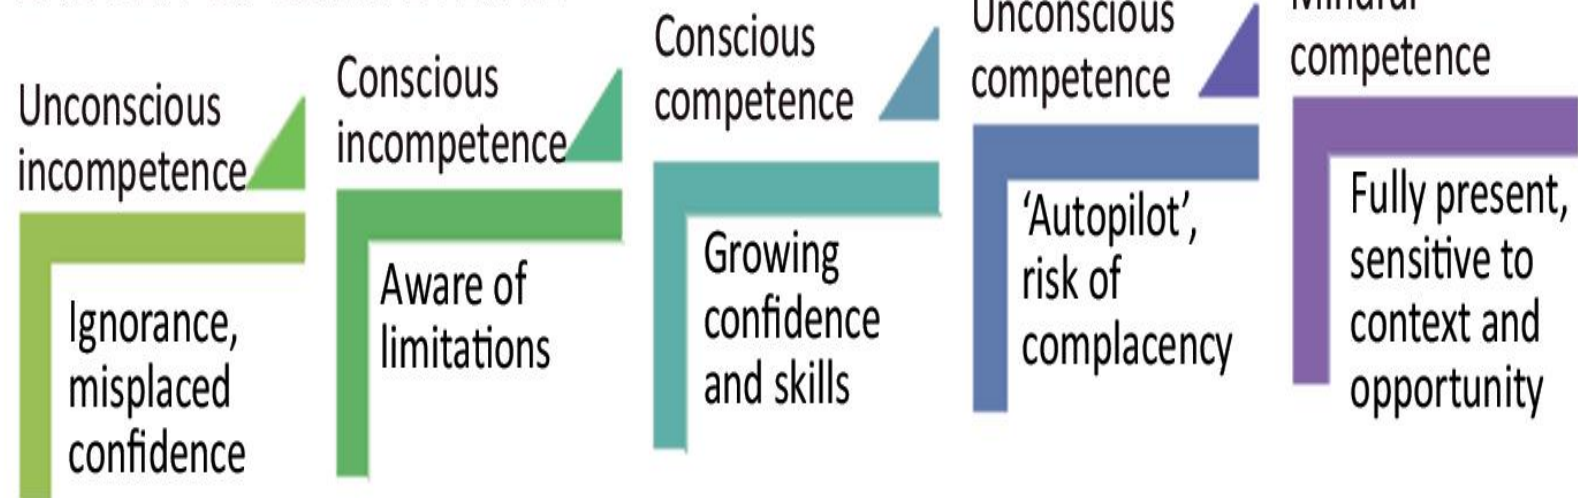 Unconscious
incompetence
Ignorance,
misplaced
confidence
Conscious
incompetence
Aware of
limitations
Conscious
competence
Growing
confidence
and skills
Unconscious
competence
‘Autopilot’,
risk of
complacency
Mindful
competence
Fully present,
sensitive to
context and
opportunity